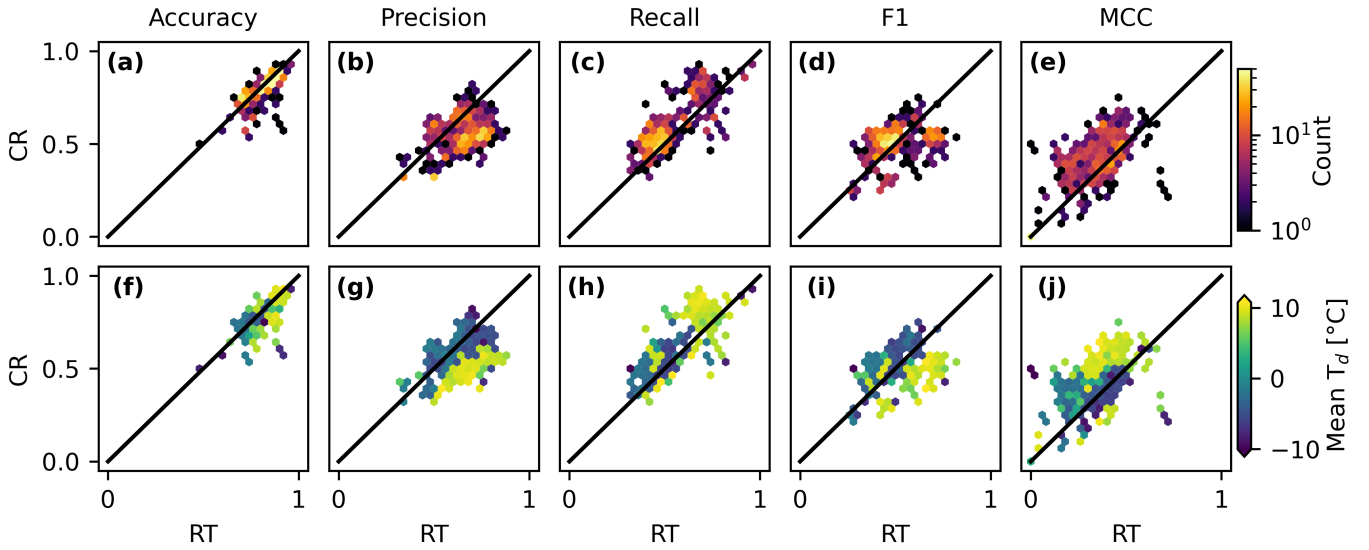 Accuracy Precision Recall F1 MCC
(a) (b) (c) (d) (e)
1.0
0.5
0.0
CR
10¹
10⁰
Count
(f) (g) (h) (i) (j)
1.0
0.5
0.0
CR
10
0
−10
Mean T_d [°C]
0 1 0 1 0 1 0 1 0 1
RT RT RT RT RT